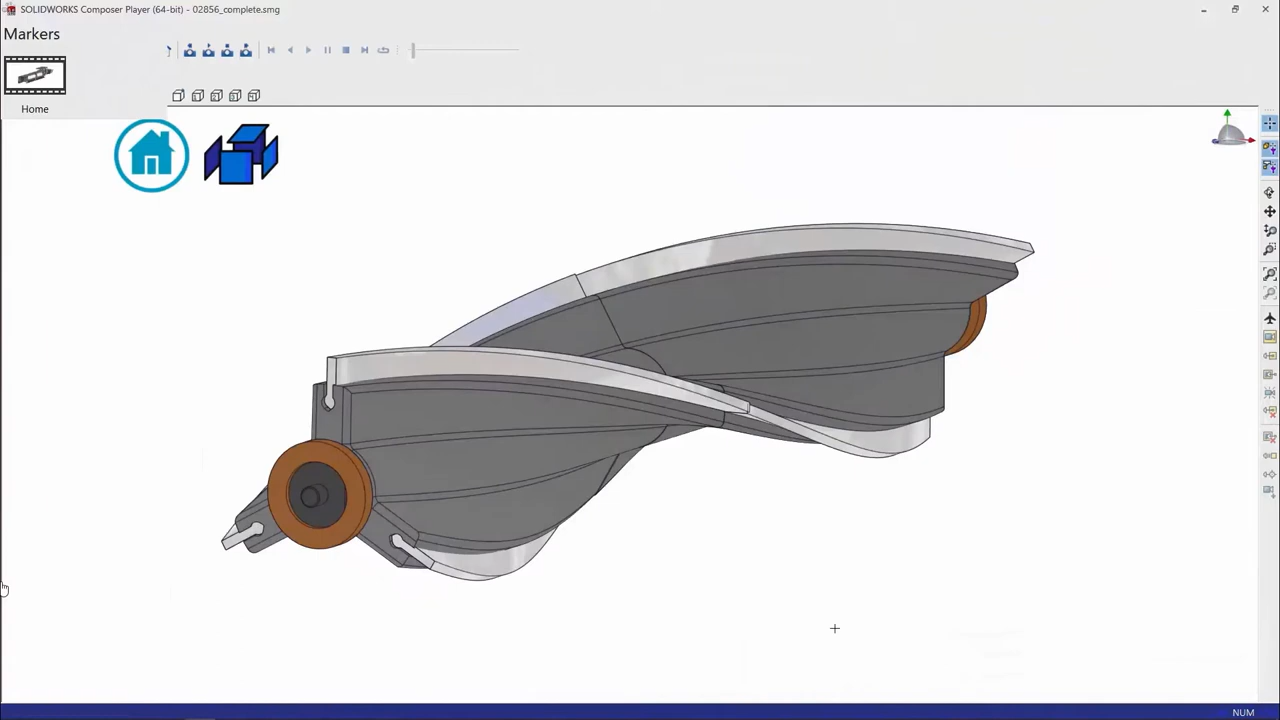 SOLIDWORKS Composer Player (64-bit) - 02856_complete.smg
Markers
Home
NUM